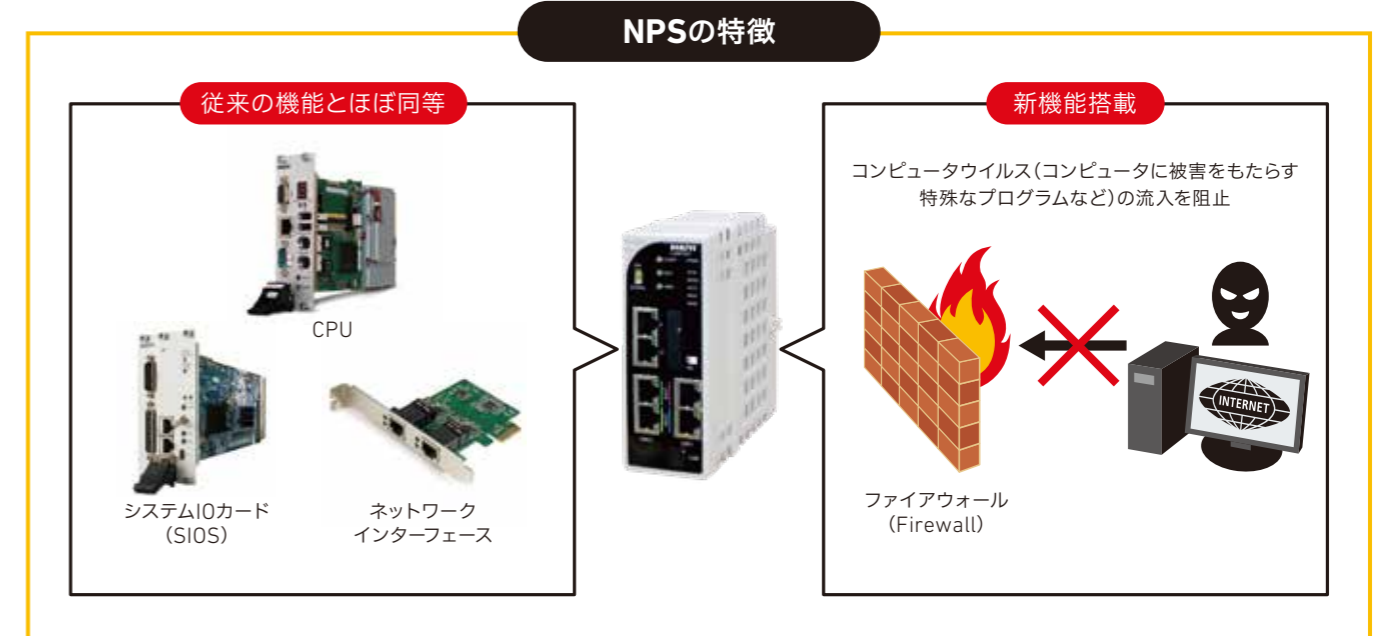 NPSの特徴
従来の機能とほぼ同等
CPU
システムIOカード
(SIOS)
ネットワーク
インターフェース
新機能搭載
コンピュータウイルス(コンピュータに被害をもたらす
特殊なプログラムなど)の流入を阻止
INTERNET
ファイアウォール
(Firewall)